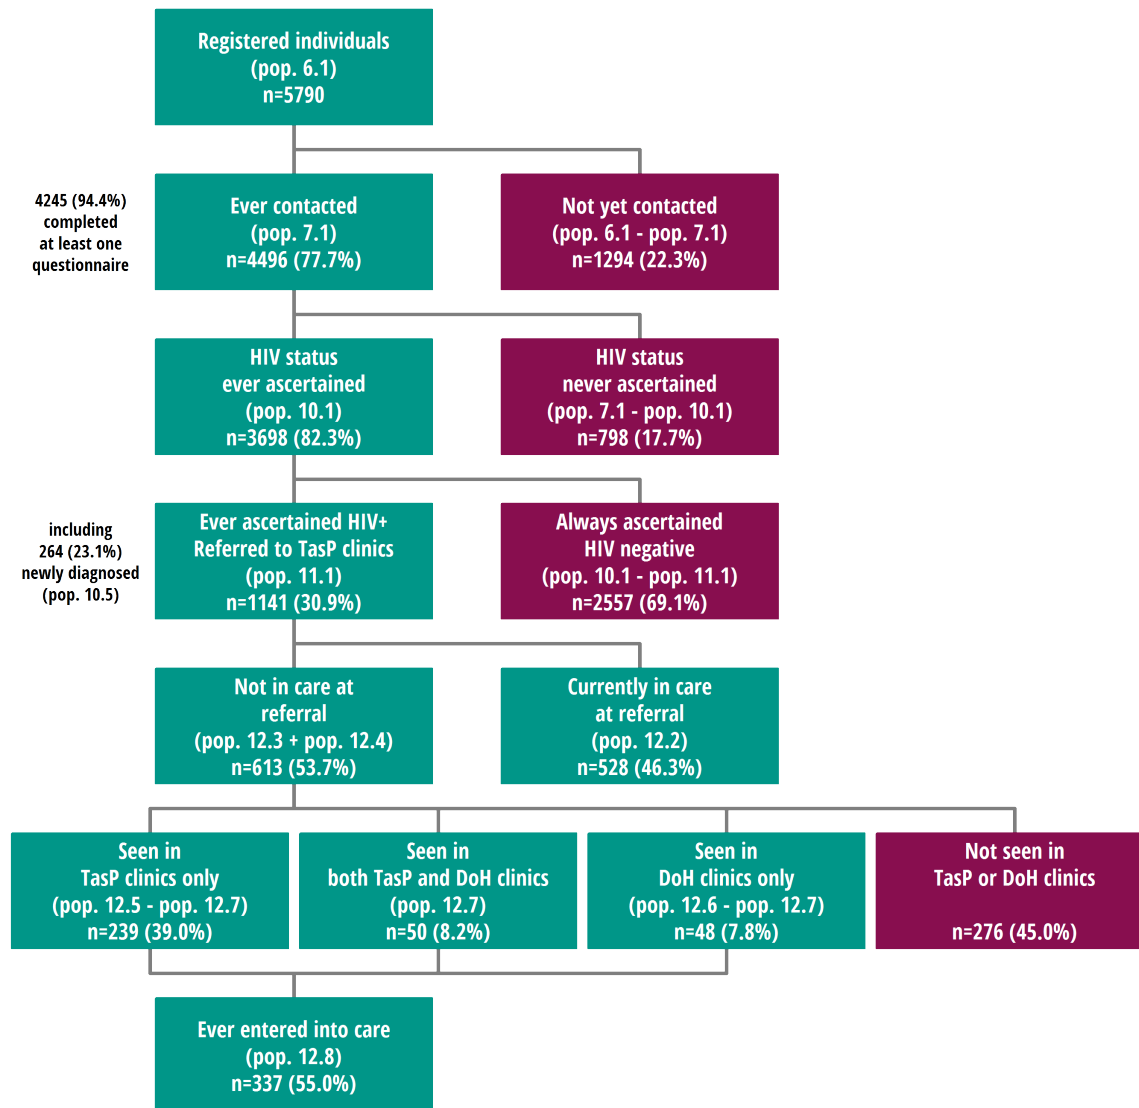 Registered individuals
(pop. 6.1)
n=5790
4245 (94.4%)
completed
at least one
questionnaire
Ever contacted
(pop. 7.1)
n=4496 (77.7%)
Not yet contacted
(pop. 6.1 - pop. 7.1)
n=1294 (22.3%)
HIV status
ever ascertained
(pop. 10.1)
n=3698 (82.3%)
HIV status
never ascertained
(pop. 7.1 - pop. 10.1)
n=798 (17.7%)
including
264 (23.1%)
newly diagnosed
(pop. 10.5)
Ever ascertained HIV+
Referred to TasP clinics
(pop. 11.1)
n=1141 (30.9%)
Always ascertained
HIV negative
(pop. 10.1 - pop. 11.1)
n=2557 (69.1%)
Not in care at
referral
(pop. 12.3 + pop. 12.4)
n=613 (53.7%)
Currently in care
at referral
(pop. 12.2)
n=528 (46.3%)
Seen in
TasP clinics only
(pop. 12.5 - pop. 12.7)
n=239 (39.0%)
Seen in
both TasP and DoH clinics
(pop. 12.7)
n=50 (8.2%)
Seen in
DoH clinics only
(pop. 12.6 - pop. 12.7)
n=48 (7.8%)
Not seen in
TasP or DoH clinics
n=276 (45.0%)
Ever entered into care
(pop. 12.8)
n=337 (55.0%)